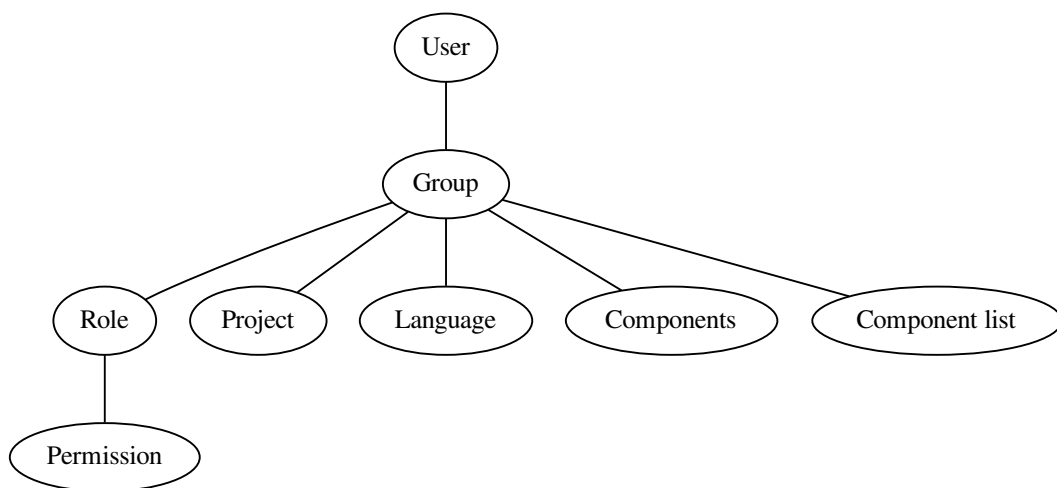 User
Group
Role
Project
Language
Components
Component list
Permission